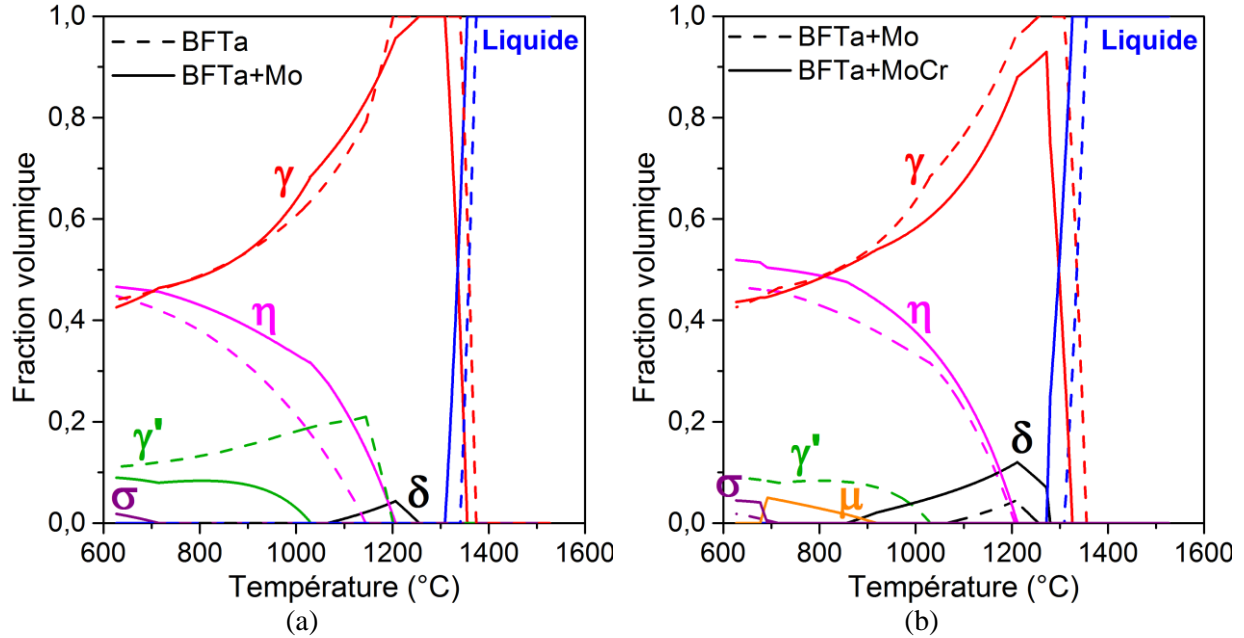 1,0
0,8
0,6
0,4
0,2
0,0
Fraction volumique
BFTa
BFTa+Mo
Liquide
γ
η
γ'
σ
δ
600 800 1000 1200 1400 1600
Température (°C)
(a)
1,0
0,8
0,6
0,4
0,2
0,0
Fraction volumique
BFTa+Mo
BFTa+MoCr
Liquide
γ
η
γ'
σ
μ
δ
600 800 1000 1200 1400 1600
Température (°C)
(b)